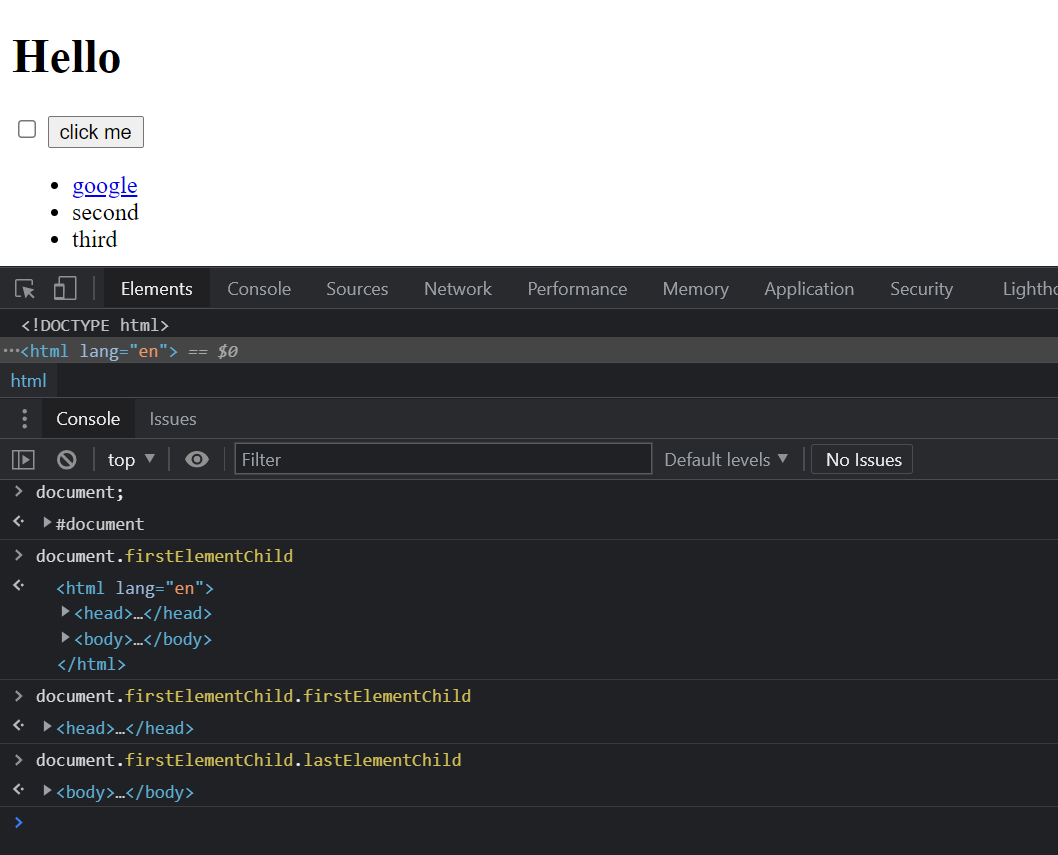 Hello
click me
• google
• second
• third
Elements Console Sources Network Performance Memory Application Security
<!DOCTYPE html>
…<html lang="en"> == $0
html
Console Issues
top ▼ Filter Default levels ▼ No Issues
> document;
<· ▶#document
> document.firstElementChild
<· <html lang="en">
▶<head>…</head>
▶<body>…</body>
</html>
> document.firstElementChild.firstElementChild
<· ▶<head>…</head>
> document.firstElementChild.lastElementChild
<· ▶<body>…</body>
>